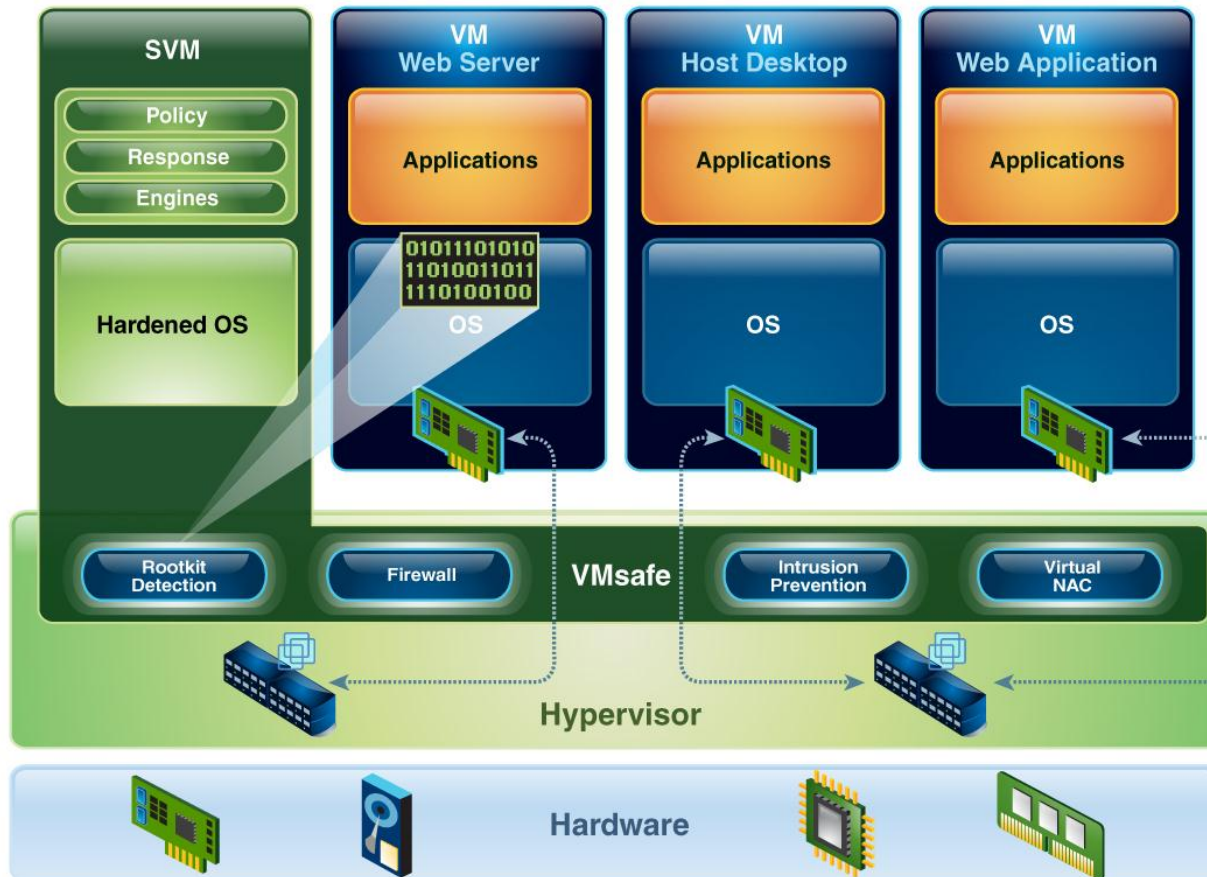 SVM
Policy
Response
Engines
Hardened OS
VM
Web Server
Applications
01011101010
11010011011
1110100100
OS
VM
Host Desktop
Applications
OS
VM
Web Application
Applications
OS
Rootkit
Detection
Firewall
VMsafe
Intrusion
Prevention
Virtual
NAC
Hypervisor
Hardware